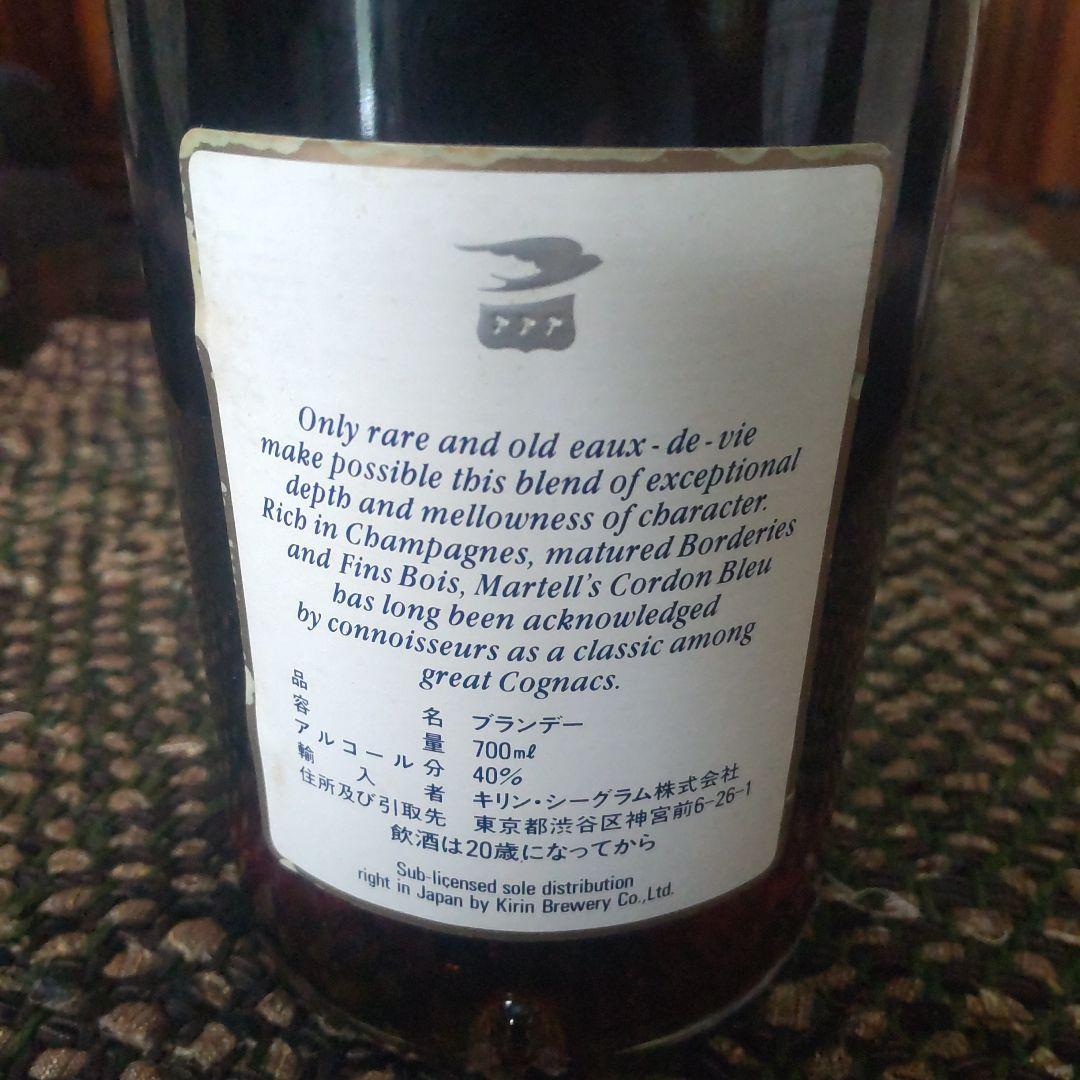 Only rare and old eaux-de-vie
make possible this blend of exceptional
depth and mellowness of character.
Rich in Champagnes, matured Borderies
and Fins Bois, Martell's Cordon Bleu
has long been acknowledged
by connoisseurs as a classic among
great Cognacs.
品名 ブランデー
容量 700mℓ
アルコール分 40%
輸入者 キリン・シーグラム株式会社
住所及び引取先 東京都渋谷区神宮前6-26-1
飲酒は20歳になってから
Sub-licensed sole distribution
right in Japan by Kirin Brewery Co.,Ltd.